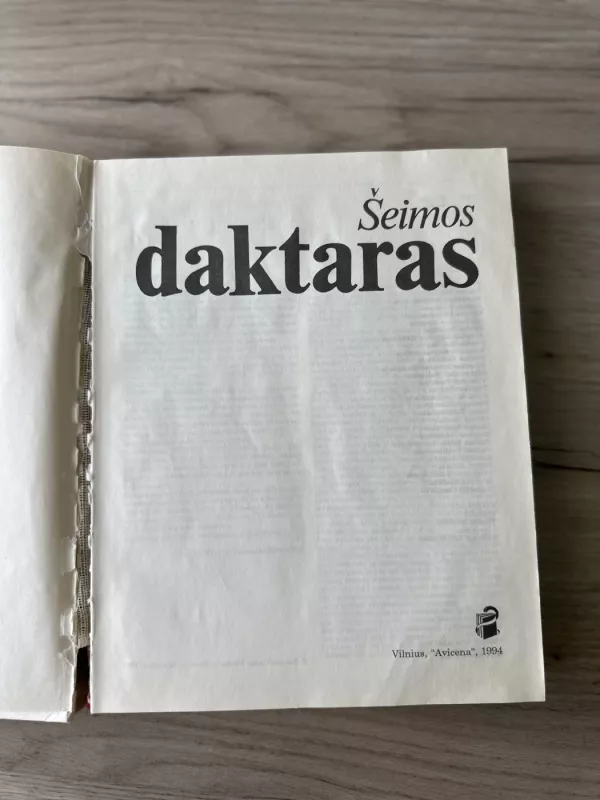 Šeimos
daktaras
Vilnius, "Avicena", 1994